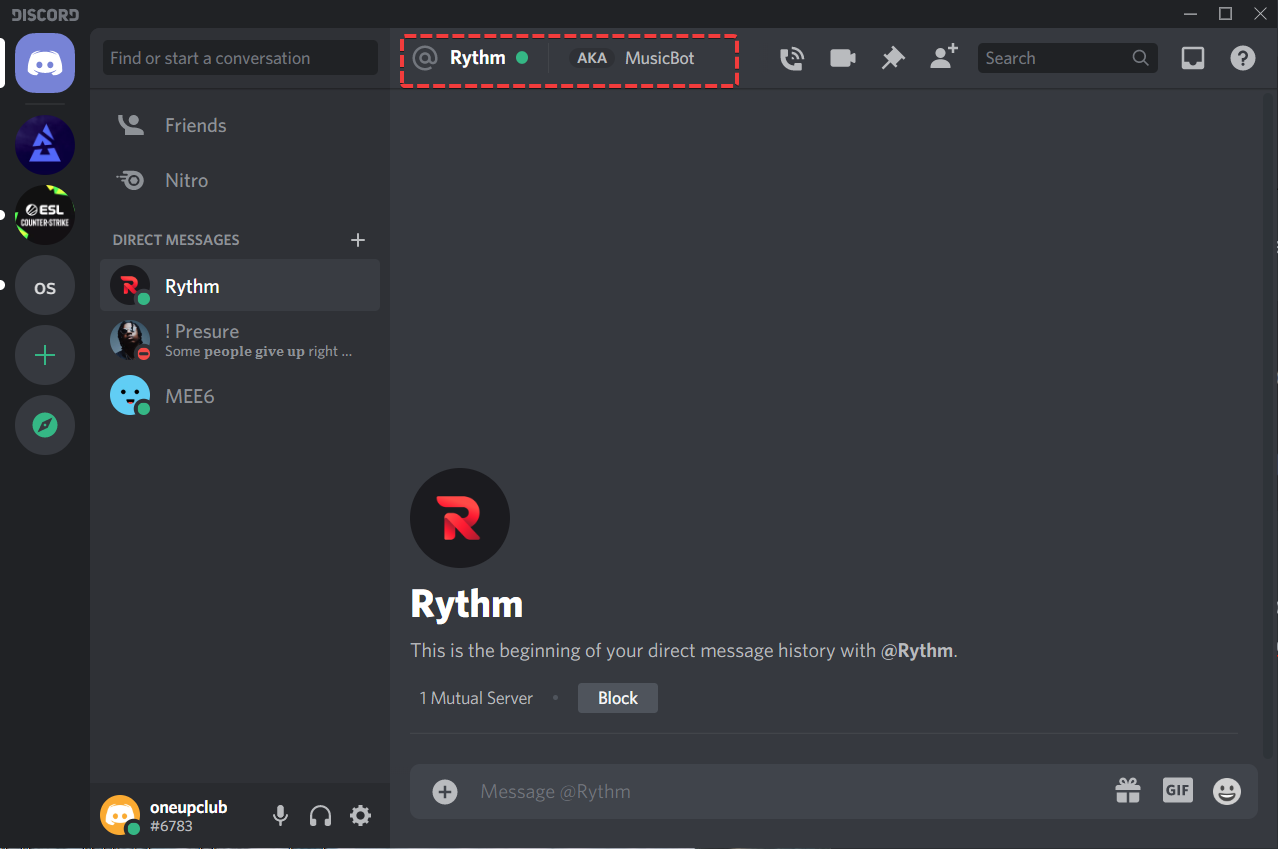 DISCORD
Find or start a conversation
@ Rythm AKA MusicBot
Search
Friends
Nitro
ESL
COUNTER-STRIKE
DIRECT MESSAGES
os
Rythm
! Presure
Some people give up right ...
MEE6
Rythm
This is the beginning of your direct message history with @Rythm.
1 Mutual Server
Block
Message @Rythm
GIF
oneupclub
#6783